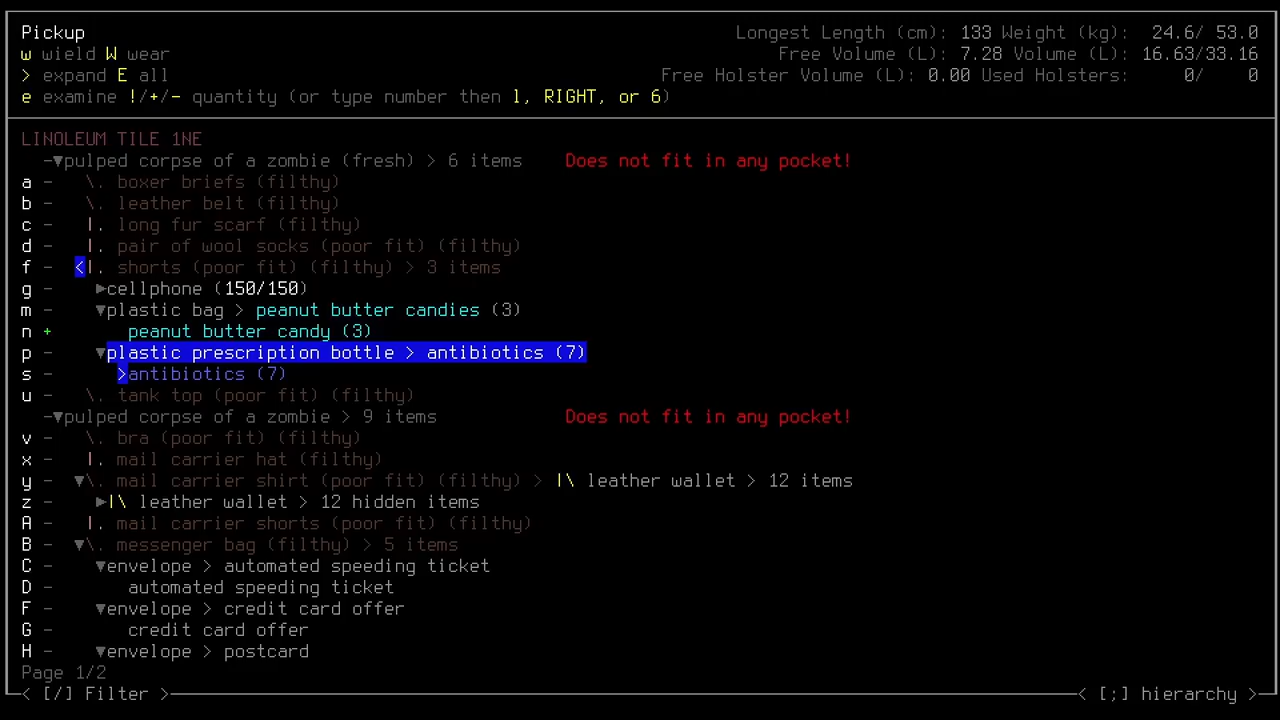 Pickup Longest Length (cm): 133 Weight (kg): 24.6/ 53.0
w wield W wear Free Volume (L): 7.28 Volume (L): 16.63/33.16
> expand E all Free Holster Volume (L): 0.00 Used Holsters: 0/ 0
e examine !/+/- quantity (or type number then l, RIGHT, or 6)
LINOLEUM TILE 1NE
-▼pulped corpse of a zombie (fresh) > 6 items Does not fit in any pocket!
a - \. boxer briefs (filthy)
b - \. leather belt (filthy)
c - |. long fur scarf (filthy)
d - |. pair of wool socks (poor fit) (filthy)
f - <|. shorts (poor fit) (filthy) > 3 items
g - ▶cellphone (150/150)
m - ▼plastic bag > peanut butter candies (3)
n + peanut butter candy (3)
p - ▼plastic prescription bottle > antibiotics (7)
s - >antibiotics (7)
u - \. tank top (poor fit) (filthy)
-▼pulped corpse of a zombie > 9 items Does not fit in any pocket!
v - \. bra (poor fit) (filthy)
x - |. mail carrier hat (filthy)
y - ▼\. mail carrier shirt (poor fit) (filthy) > |\ leather wallet > 12 items
z - ▶|\ leather wallet > 12 hidden items
A - |. mail carrier shorts (poor fit) (filthy)
B - ▼\. messenger bag (filthy) > 5 items
C - ▼envelope > automated speeding ticket
D - automated speeding ticket
F - ▼envelope > credit card offer
G - credit card offer
H - ▼envelope > postcard
Page 1/2
< [/] Filter > < [;] hierarchy >